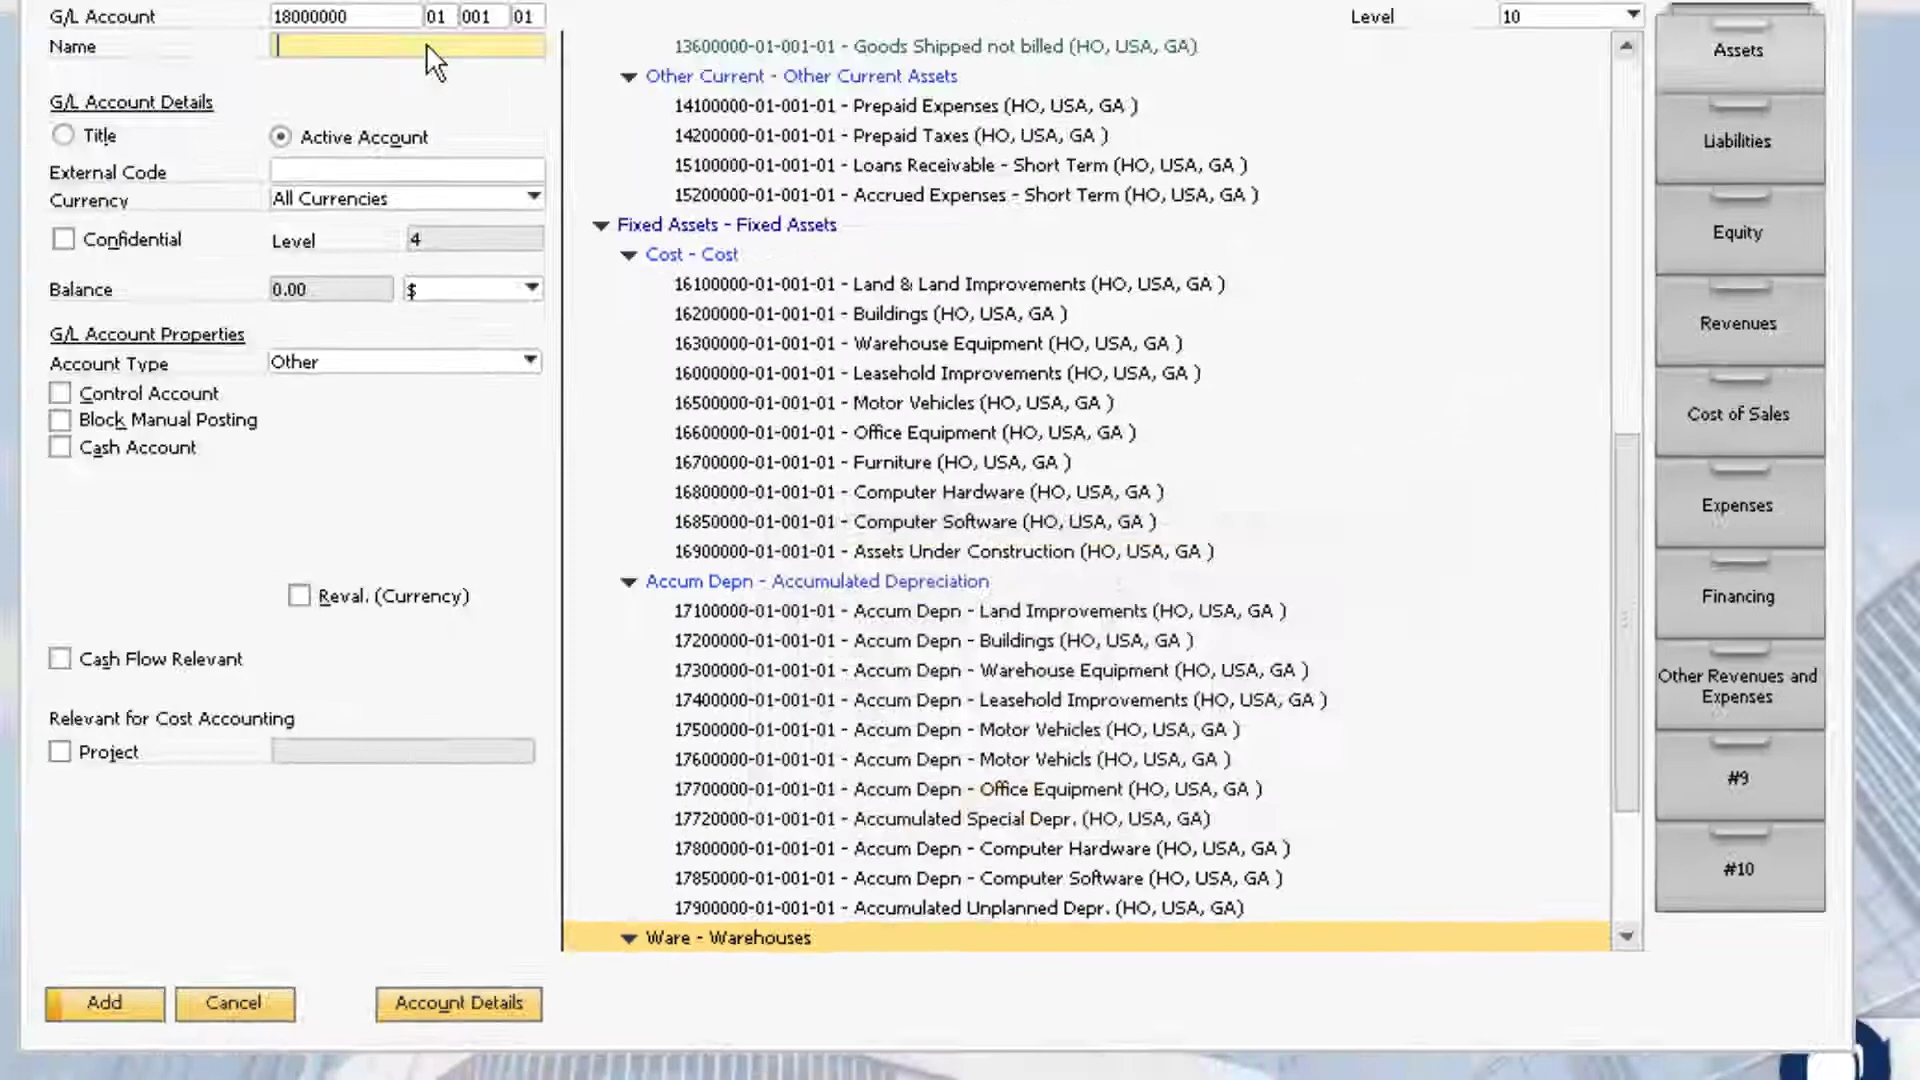 G/L Account 18000000 01 001 01
Name
G/L Account Details
Title Active Account
External Code
Currency All Currencies
Confidential Level 4
Balance 0.00 $
G/L Account Properties
Account Type Other
Control Account
Block Manual Posting
Cash Account
Reval. (Currency)
Cash Flow Relevant
Relevant for Cost Accounting
Project
Add Cancel Account Details
Level 10
13600000-01-001-01 - Goods Shipped not billed (HO, USA, GA)
Other Current - Other Current Assets
14100000-01-001-01 - Prepaid Expenses (HO, USA, GA )
14200000-01-001-01 - Prepaid Taxes (HO, USA, GA )
15100000-01-001-01 - Loans Receivable - Short Term (HO, USA, GA )
15200000-01-001-01 - Accrued Expenses - Short Term (HO, USA, GA )
Fixed Assets - Fixed Assets
Cost - Cost
16100000-01-001-01 - Land & Land Improvements (HO, USA, GA )
16200000-01-001-01 - Buildings (HO, USA, GA )
16300000-01-001-01 - Warehouse Equipment (HO, USA, GA )
16000000-01-001-01 - Leasehold Improvements (HO, USA, GA )
16500000-01-001-01 - Motor Vehicles (HO, USA, GA )
16600000-01-001-01 - Office Equipment (HO, USA, GA )
16700000-01-001-01 - Furniture (HO, USA, GA )
16800000-01-001-01 - Computer Hardware (HO, USA, GA )
16850000-01-001-01 - Computer Software (HO, USA, GA )
16900000-01-001-01 - Assets Under Construction (HO, USA, GA )
Accum Depn - Accumulated Depreciation
17100000-01-001-01 - Accum Depn - Land Improvements (HO, USA, GA )
17200000-01-001-01 - Accum Depn - Buildings (HO, USA, GA )
17300000-01-001-01 - Accum Depn - Warehouse Equipment (HO, USA, GA )
17400000-01-001-01 - Accum Depn - Leasehold Improvements (HO, USA, GA )
17500000-01-001-01 - Accum Depn - Motor Vehicles (HO, USA, GA )
17600000-01-001-01 - Accum Depn - Motor Vehicls (HO, USA, GA )
17700000-01-001-01 - Accum Depn - Office Equipment (HO, USA, GA )
17720000-01-001-01 - Accumulated Special Depr. (HO, USA, GA)
17800000-01-001-01 - Accum Depn - Computer Hardware (HO, USA, GA )
17850000-01-001-01 - Accum Depn - Computer Software (HO, USA, GA )
17900000-01-001-01 - Accumulated Unplanned Depr. (HO, USA, GA)
Ware - Warehouses
Assets
Liabilities
Equity
Revenues
Cost of Sales
Expenses
Financing
Other Revenues and
Expenses
#9
#10